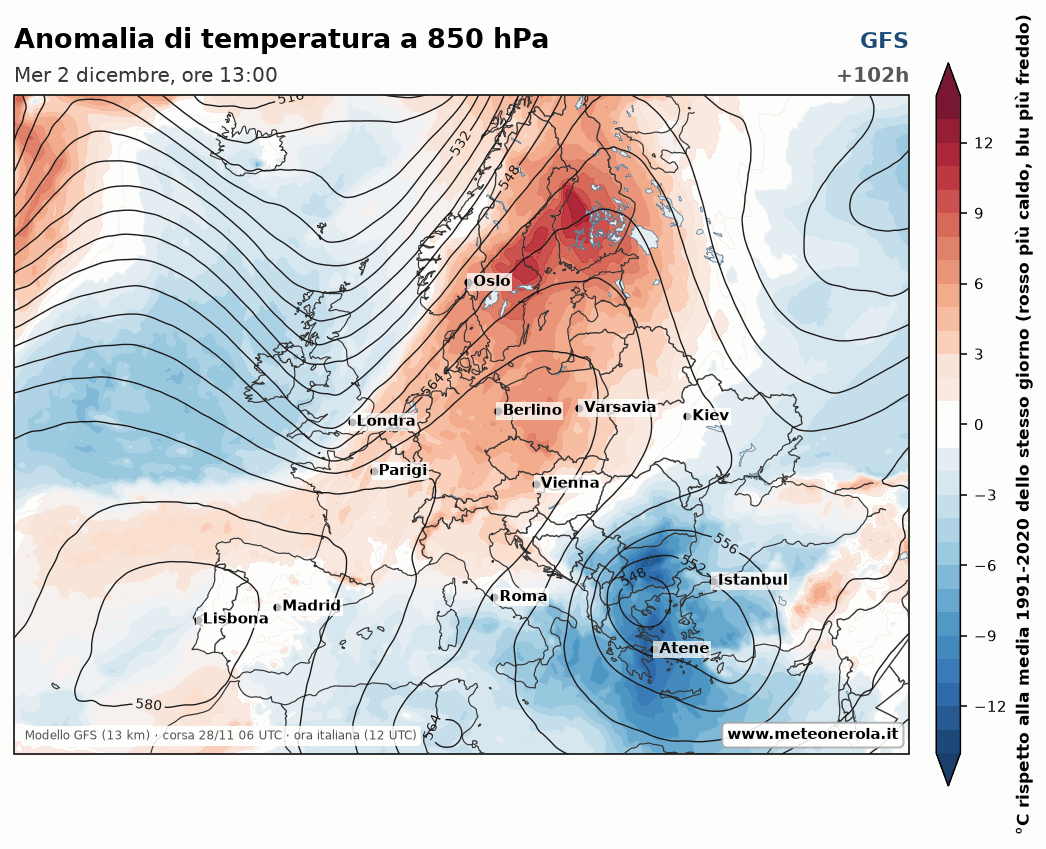 Anomalia di temperatura a 850 hPa
GFS
Mer 2 dicembre, ore 13:00
+102h
516
532
548
Oslo
564
Londra
Berlino
Varsavia
Kiev
Parigi
Vienna
556
552
548
Istanbul
Roma
Madrid
Lisbona
Atene
580
564
Modello GFS (13 km) · corsa 28/11 06 UTC · ora italiana (12 UTC)
www.meteonerola.it
12
9
6
3
0
−3
−6
−9
−12
°C rispetto alla media 1991-2020 dello stesso giorno (rosso più caldo, blu più freddo)